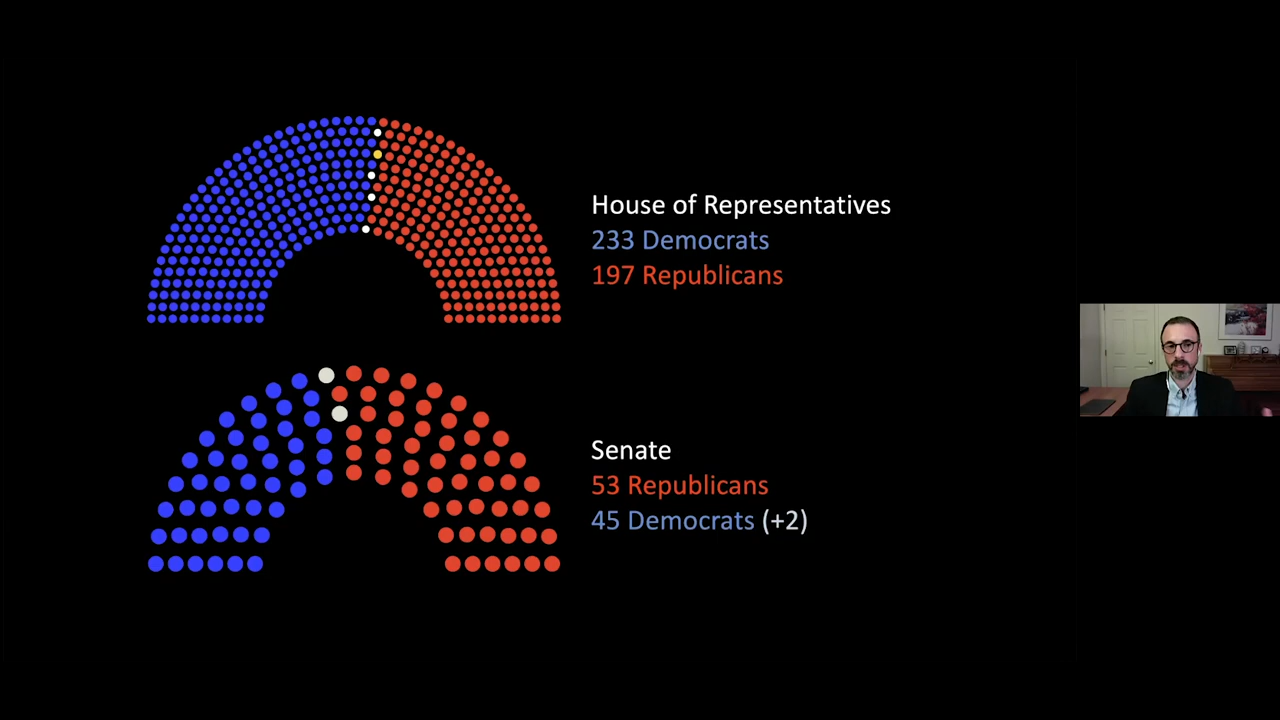 House of Representatives
233 Democrats
197 Republicans
Senate
53 Republicans
45 Democrats (+2)